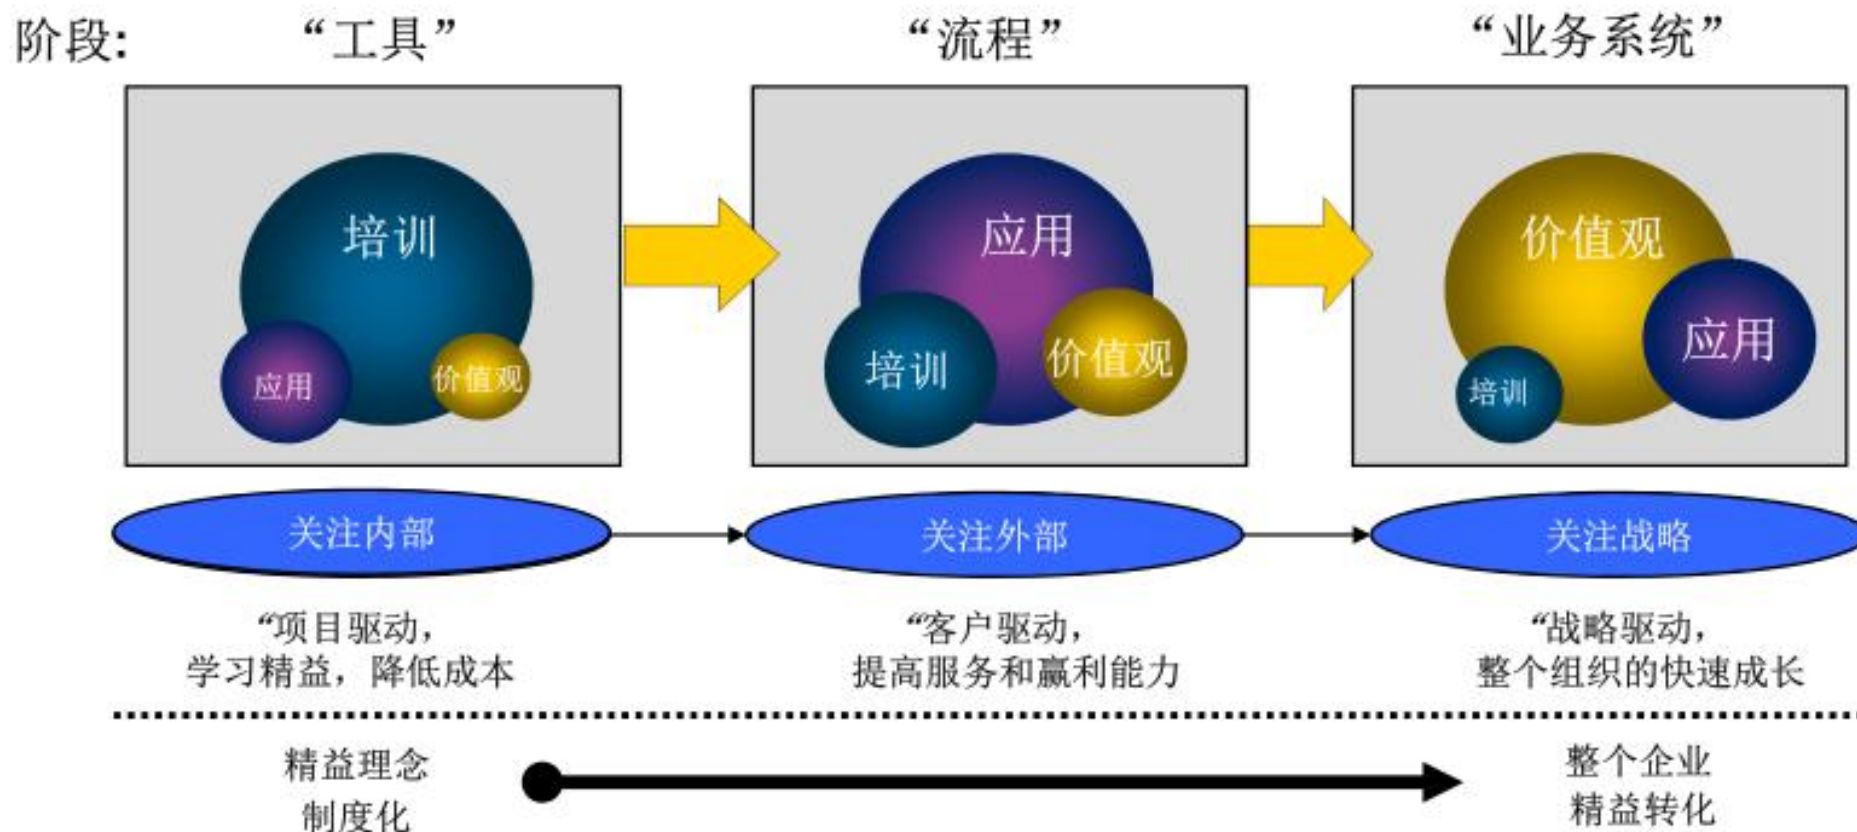 阶段:
“工具”
“流程”
“业务系统”
培训
应用
价值观
应用
培训
价值观
价值观
应用
培训
关注内部
关注外部
关注战略
“项目驱动,
学习精益，降低成本
“客户驱动,
提高服务和赢利能力
“战略驱动,
整个组织的快速成长
精益理念
制度化
整个企业
精益转化